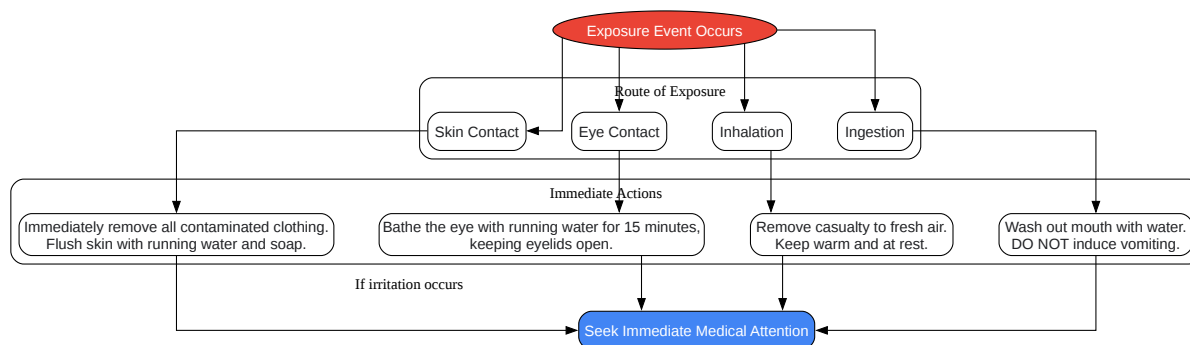 Exposure Event Occurs
Route of Exposure
Skin Contact
Eye Contact
Inhalation
Ingestion
Immediate Actions
Immediately remove all contaminated clothing.
Flush skin with running water and soap.
Bathe the eye with running water for 15 minutes,
keeping eyelids open.
Remove casualty to fresh air.
Keep warm and at rest.
Wash out mouth with water.
DO NOT induce vomiting.
If irritation occurs
Seek Immediate Medical Attention